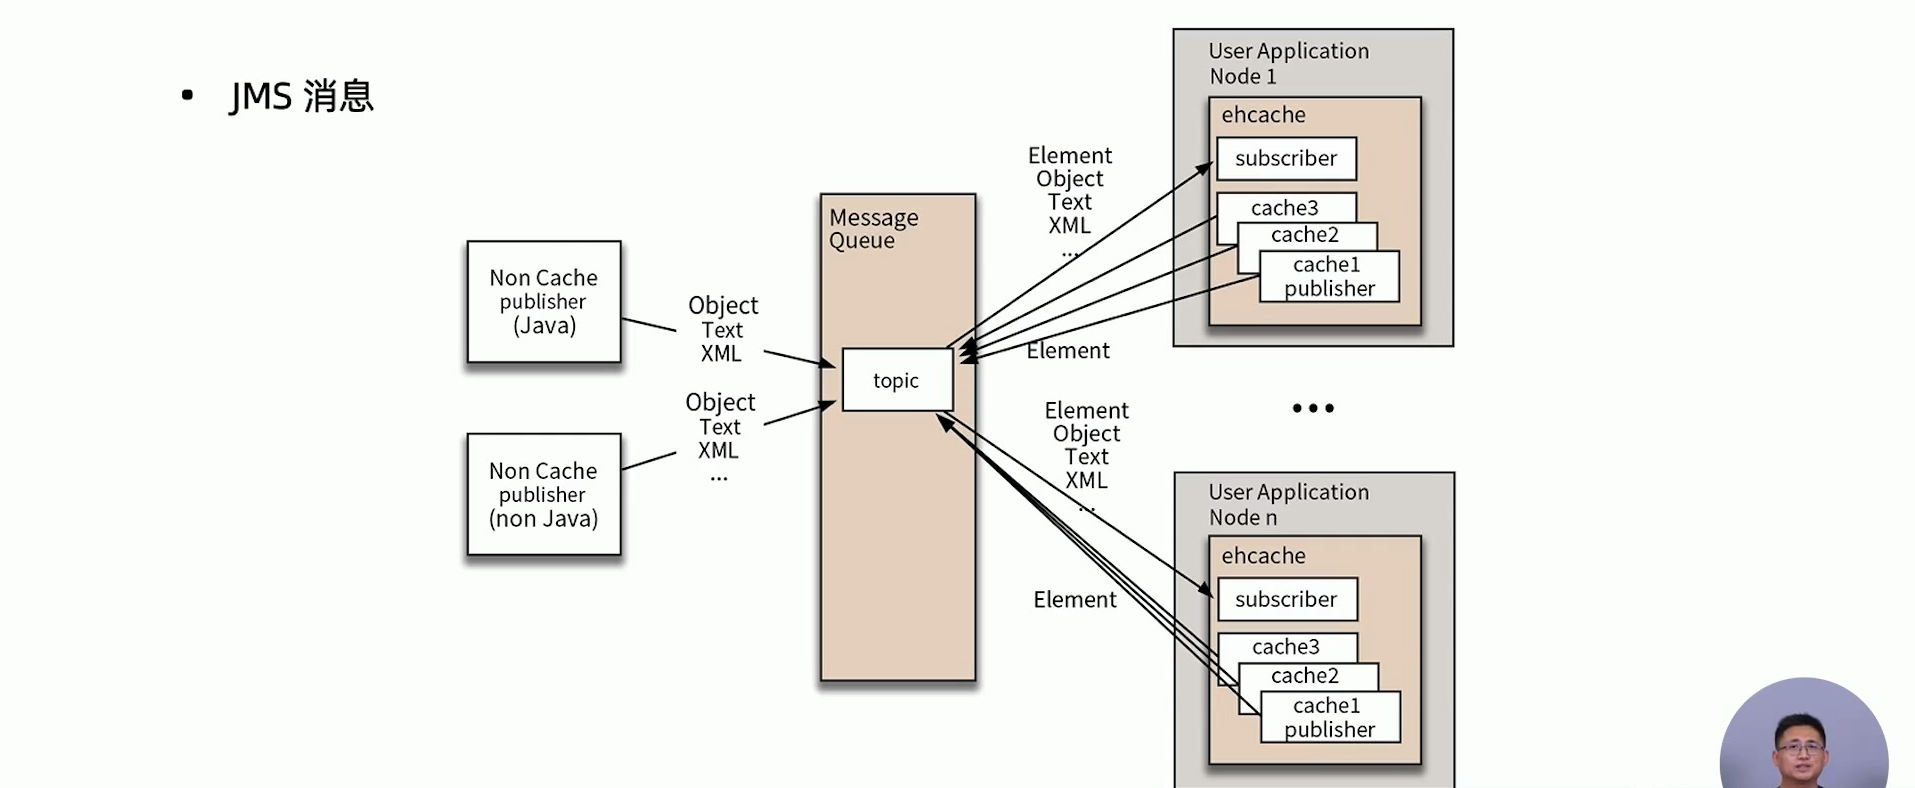 • JMS 消息
Non Cache
publisher
(Java)
Non Cache
publisher
(non Java)
Object
Text
XML
Object
Text
XML
...
Message
Queue
topic
Element
Object
Text
XML
...
Element
Element
Object
Text
XML
...
Element
User Application
Node 1
ehcache
subscriber
cache3
cache2
cache1
publisher
•••
User Application
Node n
ehcache
subscriber
cache3
cache2
cache1
publisher